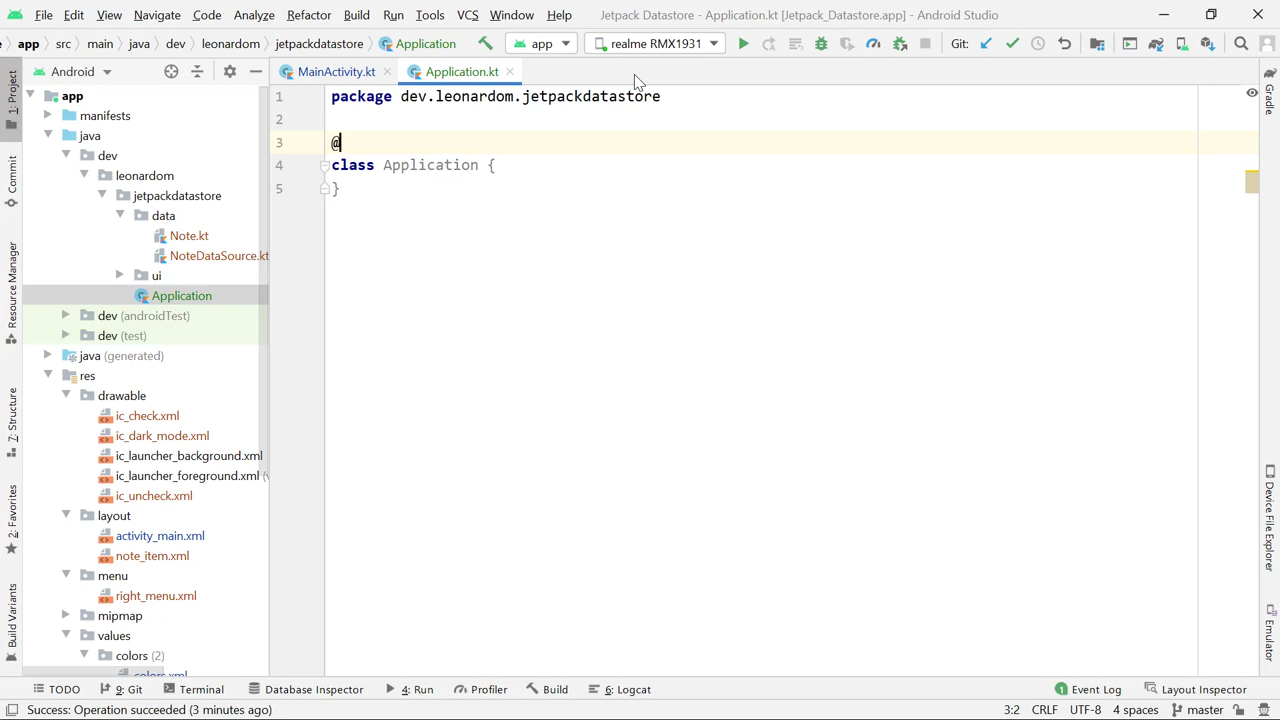 File Edit View Navigate Code Analyze Refactor Build Run Tools VCS Window Help Jetpack Datastore - Application.kt [Jetpack_Datastore.app] - Android Studio
app src main java dev leonardom jetpackdatastore Application app realme RMX1931 Git:
Android MainActivity.kt Application.kt
1 package dev.leonardom.jetpackdatastore
2
3 @
4 class Application {
5 }
app
manifests
java
dev
leonardom
jetpackdatastore
data
Note.kt
NoteDataSource.kt
ui
Application
dev (androidTest)
dev (test)
java (generated)
res
drawable
ic_check.xml
ic_dark_mode.xml
ic_launcher_background.xml
ic_launcher_foreground.xml (v
ic_uncheck.xml
layout
activity_main.xml
note_item.xml
menu
right_menu.xml
mipmap
values
colors (2)
colors.xml
1: Project
Commit
Resource Manager
7: Structure
2: Favorites
Build Variants
Gradle
Device File Explorer
Emulator
TODO 9: Git Terminal Database Inspector 4: Run Profiler Build 6: Logcat 1 Event Log Layout Inspector
Success: Operation succeeded (3 minutes ago) 3:2 CRLF UTF-8 4 spaces master